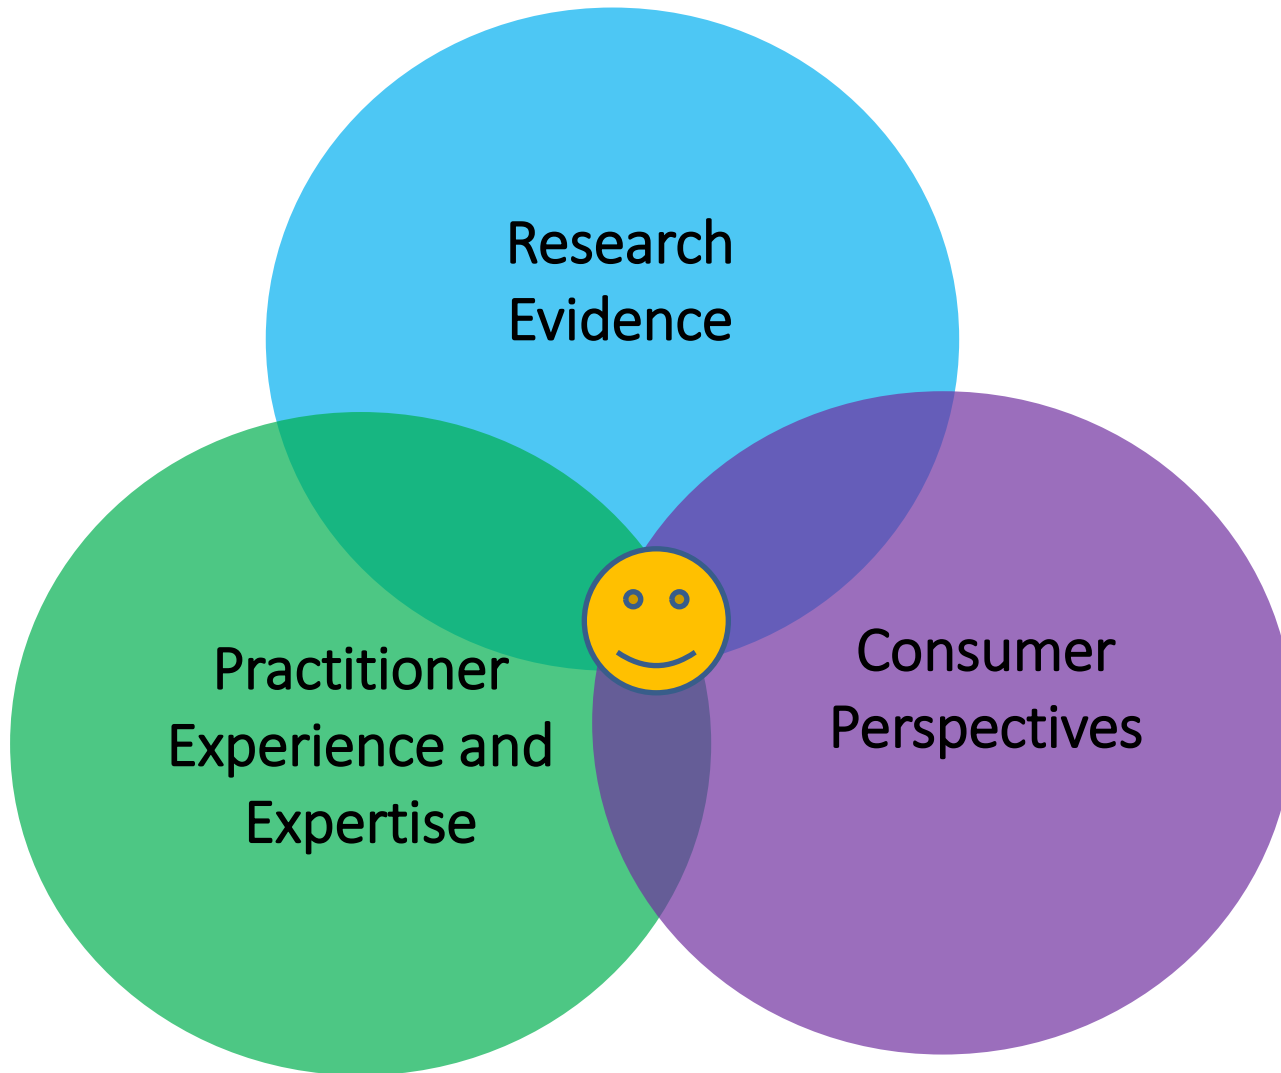 Research
Evidence
Practitioner
Experience and
Expertise
Consumer
Perspectives